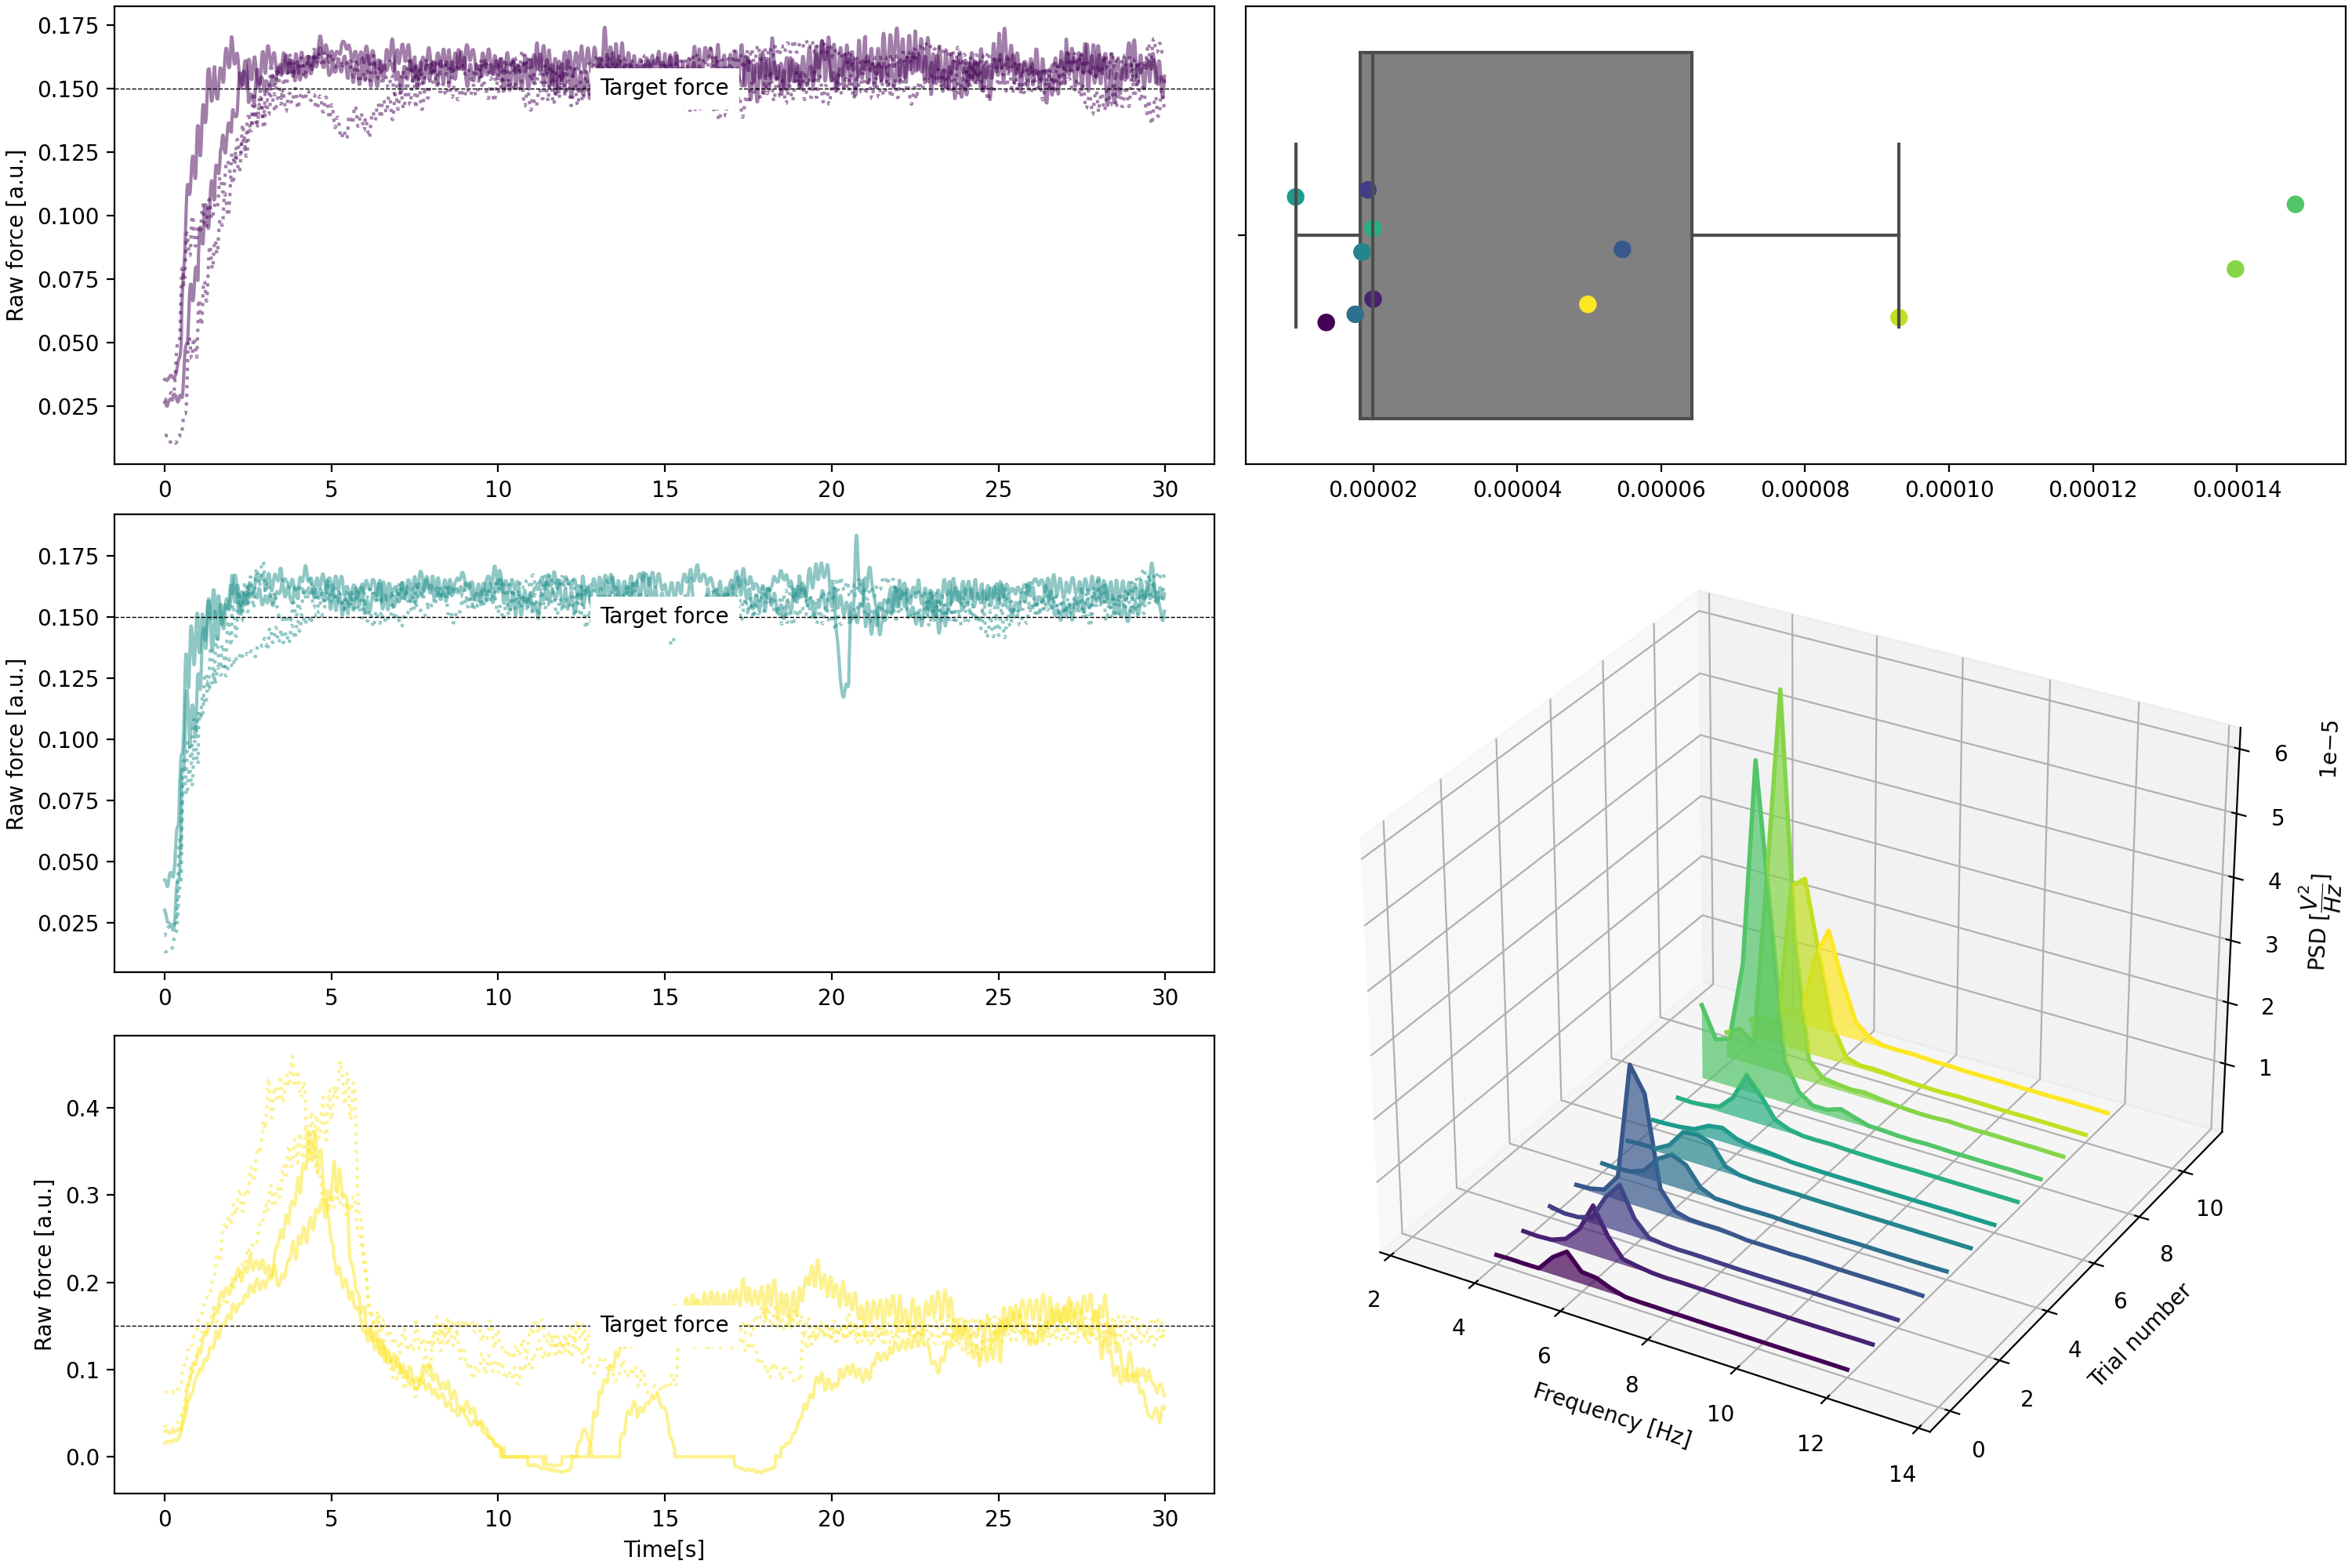 0.175
0.150
0.125
0.100
0.075
0.050
0.025
Raw force [a.u.]
Target force
0 5 10 15 20 25 30
0.00002 0.00004 0.00006 0.00008 0.00010 0.00012 0.00014
0.175
0.150
0.125
0.100
0.075
0.050
0.025
Raw force [a.u.]
Target force
0 5 10 15 20 25 30
0.4
0.3
0.2
0.1
0.0
Raw force [a.u.]
Target force
0 5 10 15 20 25 30
Time[s]
1e−5
6
5
4
3
2
1
PSD [V²/Hz]
2 4 6 8 10 12 14
Frequency [Hz]
0 2 4 6 8 10
Trial number